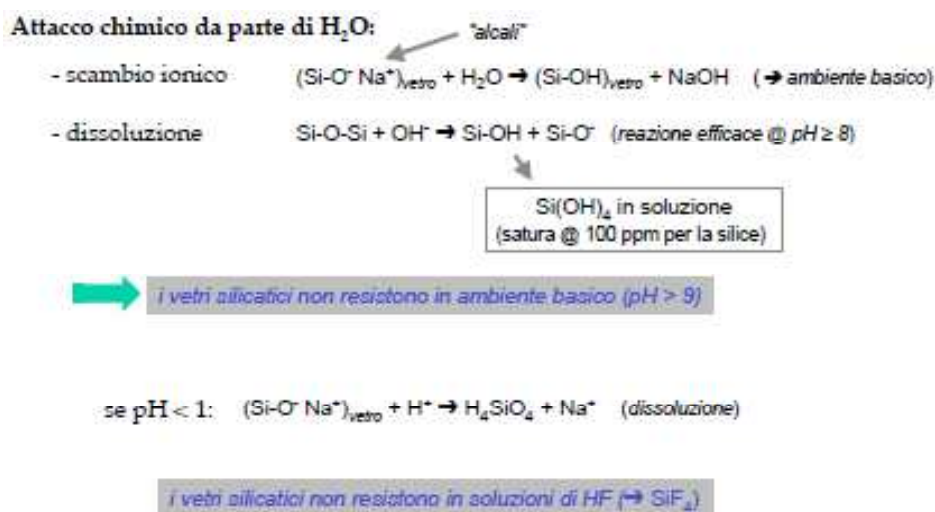 Attacco chimico da parte di H₂O:
"alcali"
- scambio ionico (Si-O⁻ Na⁺)vetro + H₂O ➔ (Si-OH)vetro + NaOH (➔ ambiente basico)
- dissoluzione Si-O-Si + OH⁻ ➔ Si-OH + Si-O⁻ (reazione efficace @ pH ≥ 8)
Si(OH)₄ in soluzione
(satura @ 100 ppm per la silice)
i vetri silicatici non resistono in ambiente basico (pH > 9)
se pH < 1: (Si-O⁻ Na⁺)vetro + H⁺ ➔ H₄SiO₄ + Na⁺ (dissoluzione)
i vetri silicatici non resistono in soluzioni di HF (➔ SiF₄)